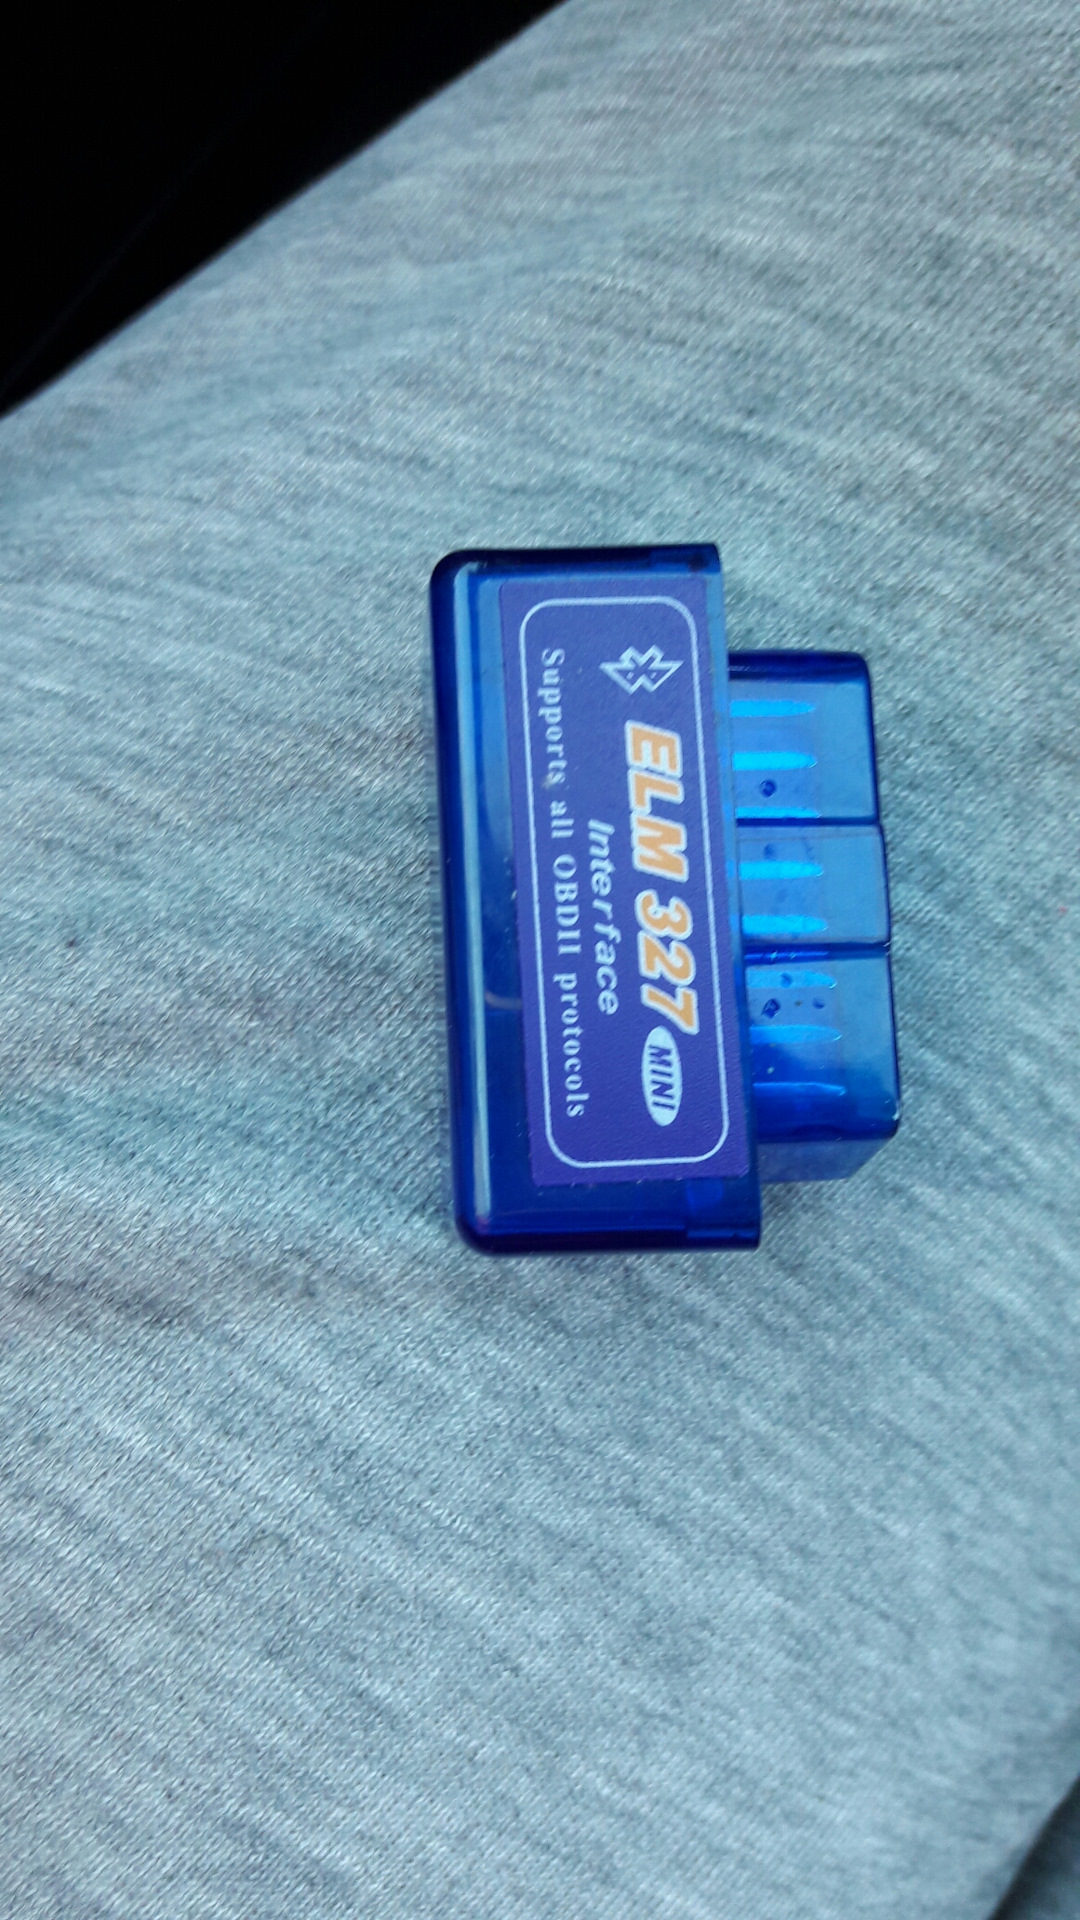 ELM 327 MINI
Interface
Supports all OBDII protocols